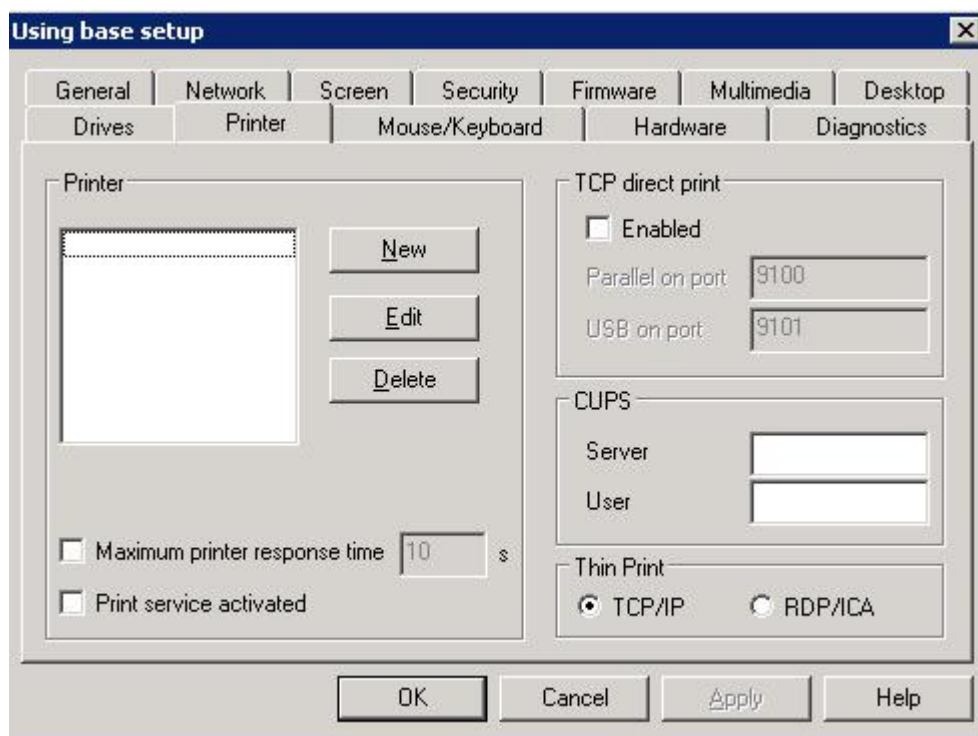 Using base setup
General Network Screen Security Firmware Multimedia Desktop
Drives Printer Mouse/Keyboard Hardware Diagnostics
Printer
New
Edit
Delete
Maximum printer response time 10 s
Print service activated
TCP direct print
Enabled
Parallel on port 9100
USB on port 9101
CUPS
Server
User
Thin Print
TCP/IP RDP/ICA
OK Cancel Apply Help